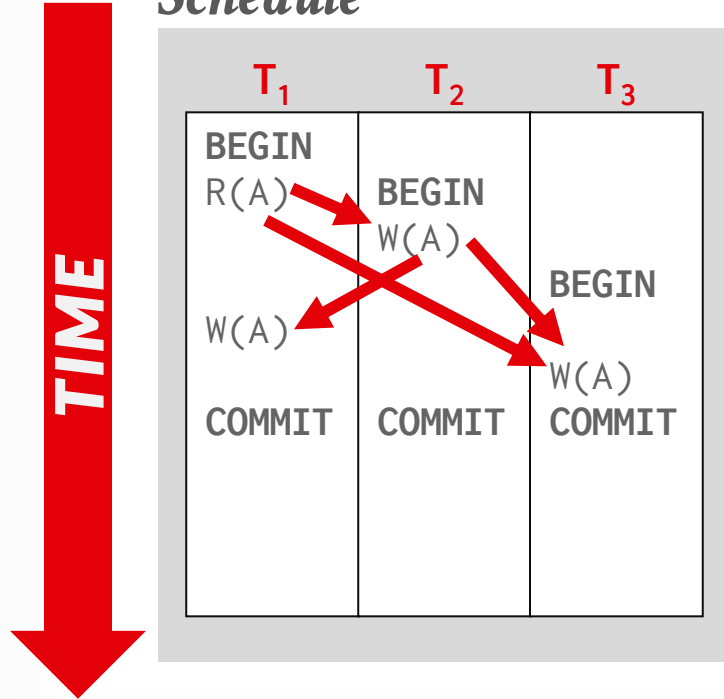 Schedule
TIME
T₁ T₂ T₃
BEGIN
R(A) BEGIN
W(A)
BEGIN
W(A)
W(A)
COMMIT COMMIT COMMIT